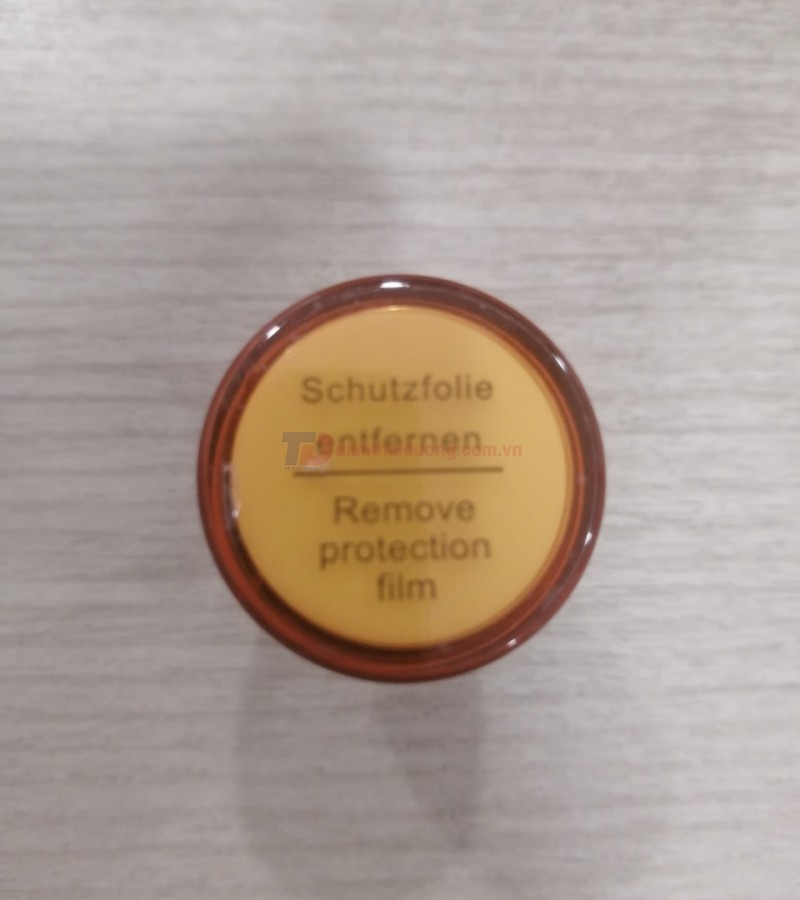 Schutzfolie
entfernen
Remove
protection
film